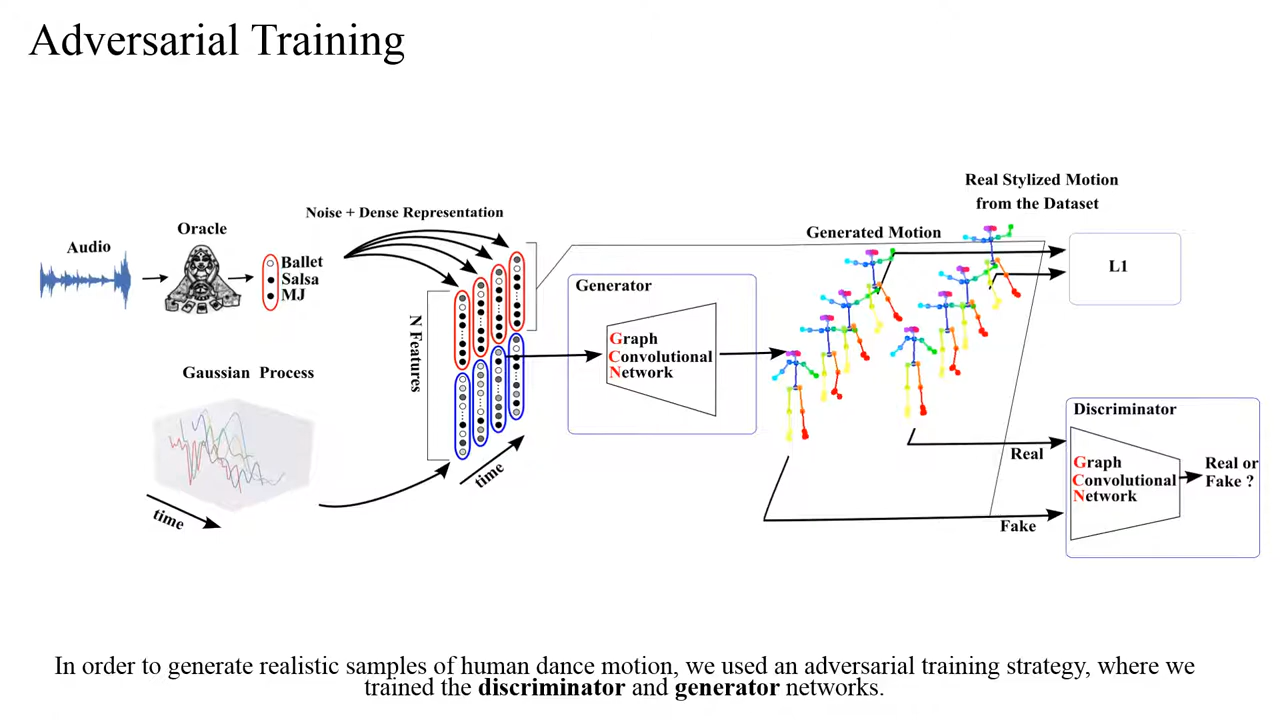 Adversarial Training
Real Stylized Motion
from the Dataset
Noise + Dense Representation
Generated Motion
Oracle
Audio
Ballet
Salsa
MJ
L1
Generator
N Features
Graph
Convolutional
Network
Gaussian Process
Discriminator
Real
Graph
Convolutional
Network
Real or
Fake ?
time
time
Fake
In order to generate realistic samples of human dance motion, we used an adversarial training strategy, where we
trained the discriminator and generator networks.